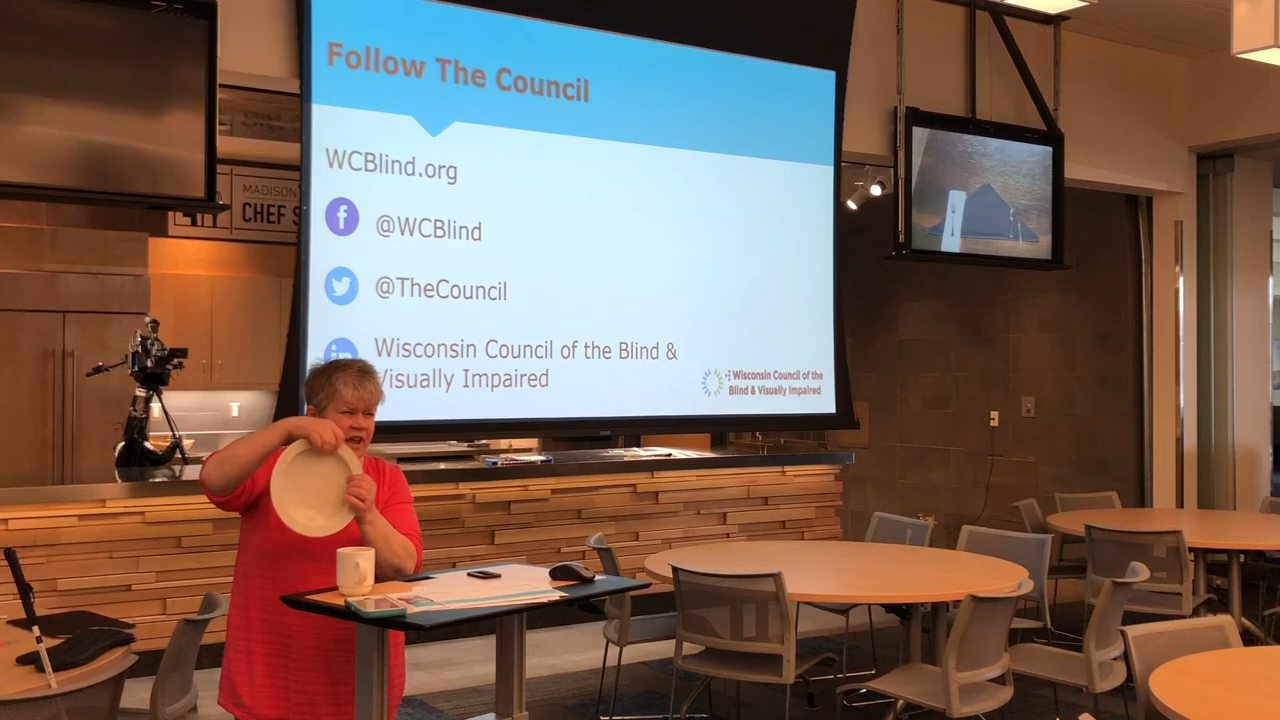 Follow The Council
WCBlind.org
f
@WCBlind
@TheCouncil
in
Wisconsin Council of the Blind &
Visually Impaired
Wisconsin Council of the
Blind & Visually Impaired
MADISON
CHEF S